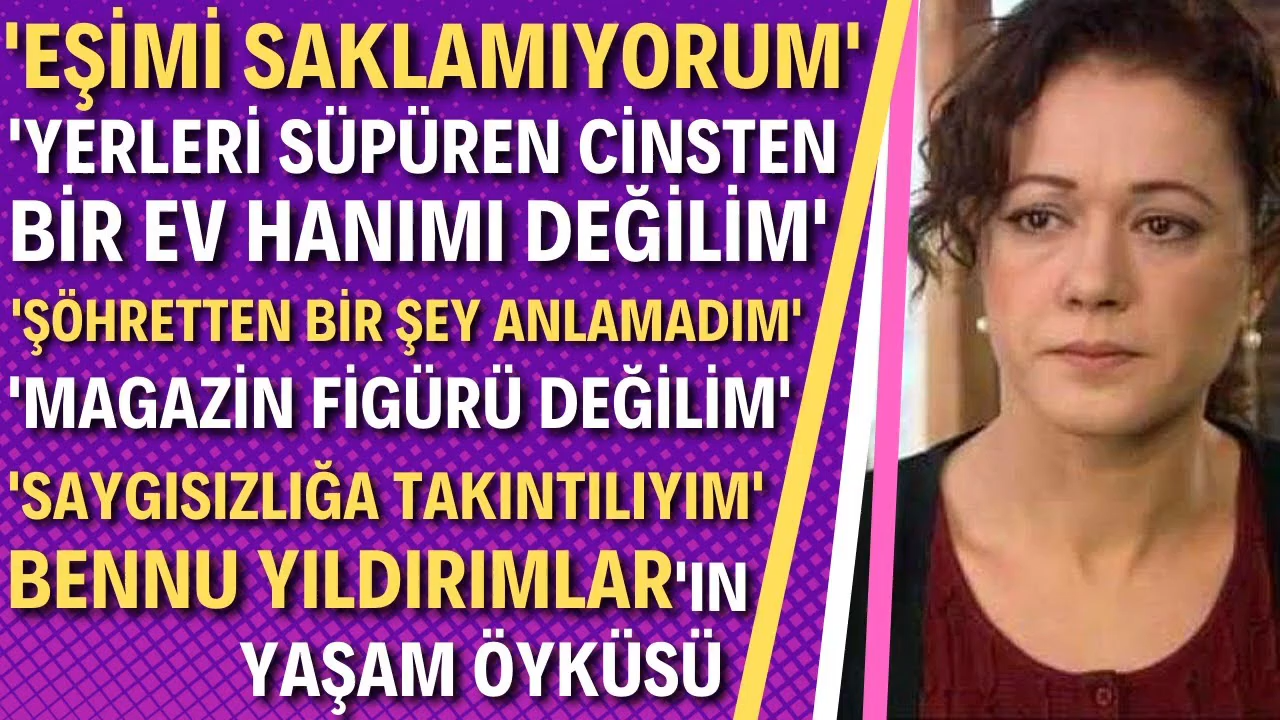 'EŞİMİ SAKLAMIYORUM'
'YERLERİ SÜPÜREN CİNSTEN
BİR EV HANIMI DEĞİLİM'
'ŞÖHRETTEN BİR ŞEY ANLAMADIM'
'MAGAZİN FİGÜRÜ DEĞİLİM'
'SAYGISIZLIĞA TAKINTILIYIM'
BENNU YILDIRIMLAR'IN
YAŞAM ÖYKÜSÜ